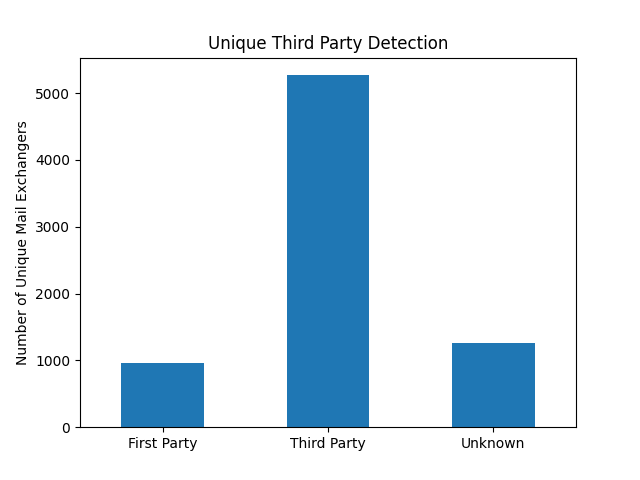 Unique Third Party Detection
Number of Unique Mail Exchangers
5000
4000
3000
2000
1000
0
First Party
Third Party
Unknown